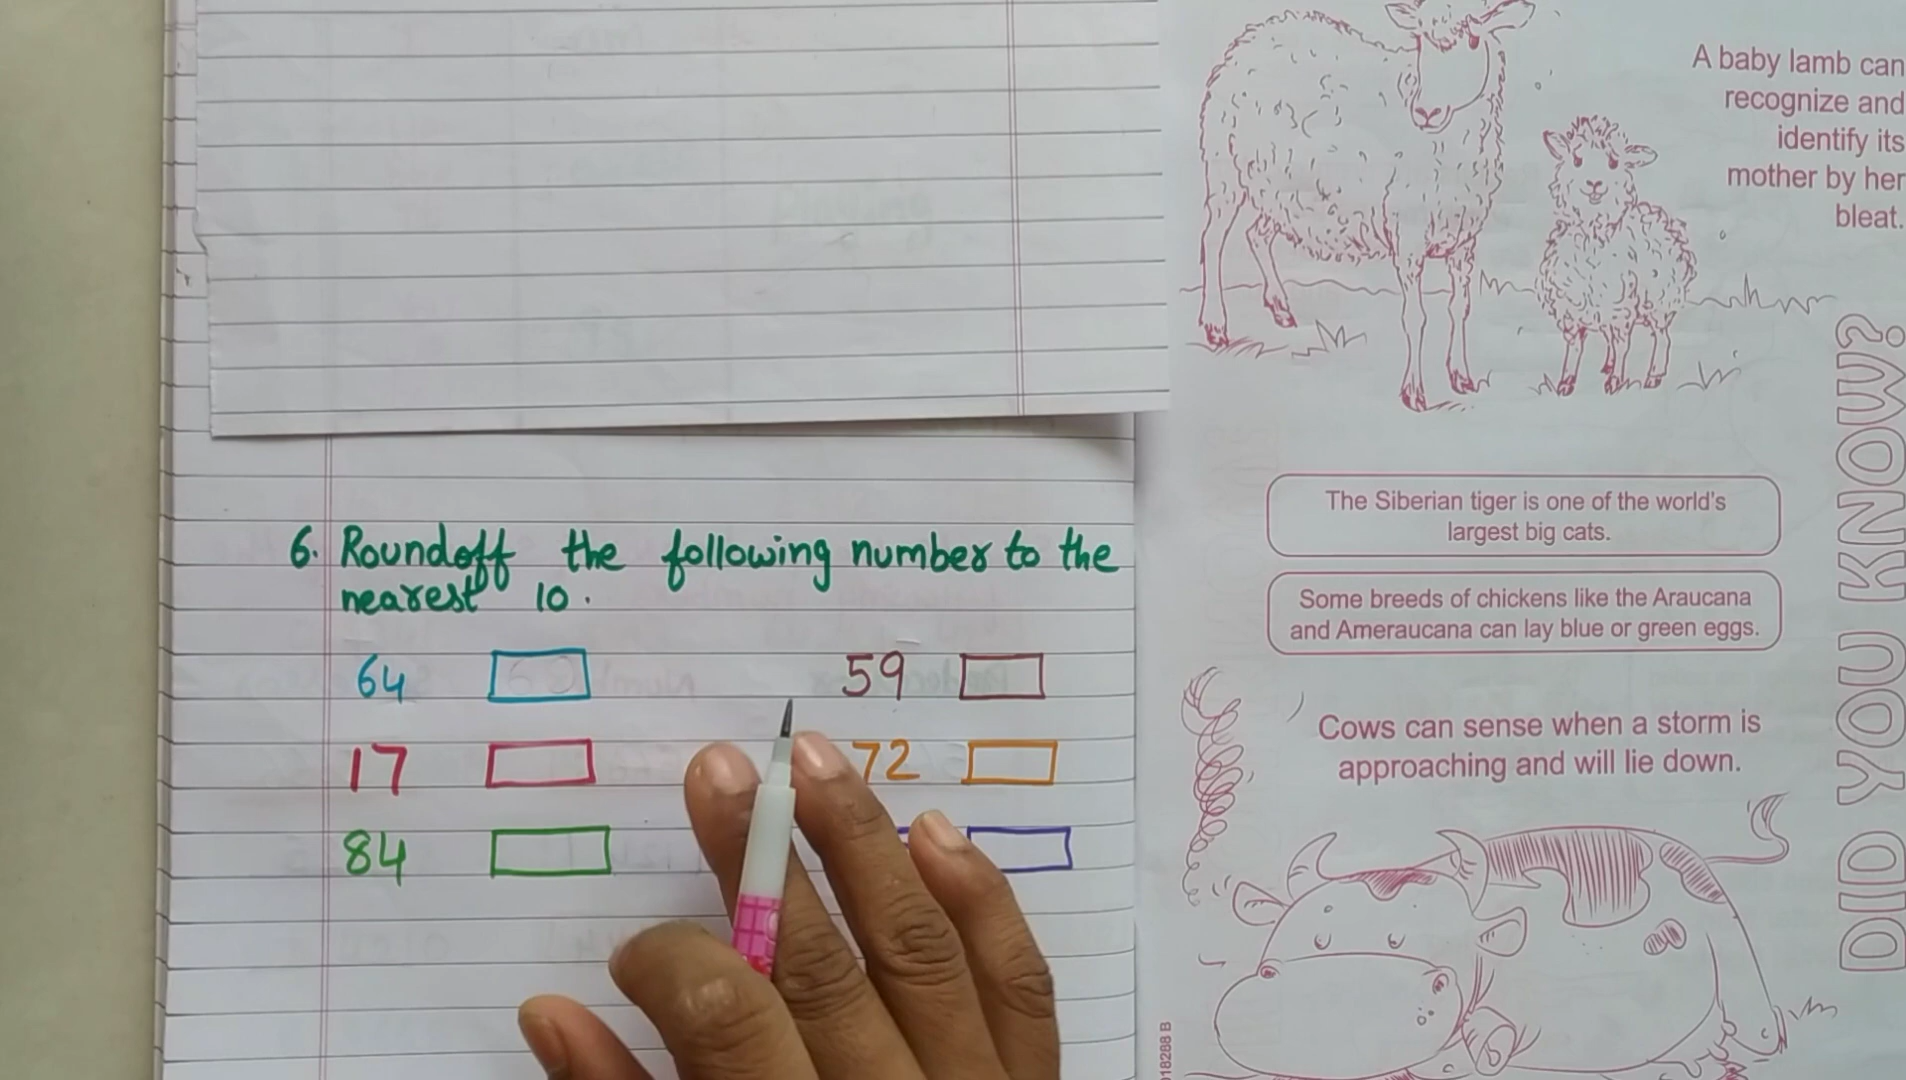 6. Roundoff the following number to the
nearest 10.
64
59
17
72
84
A baby lamb can
recognize and
identify its
mother by her
bleat.
The Siberian tiger is one of the world's
largest big cats.
Some breeds of chickens like the Araucana
and Ameraucana can lay blue or green eggs.
Cows can sense when a storm is
approaching and will lie down.
DID YOU KNOW?
018288 B